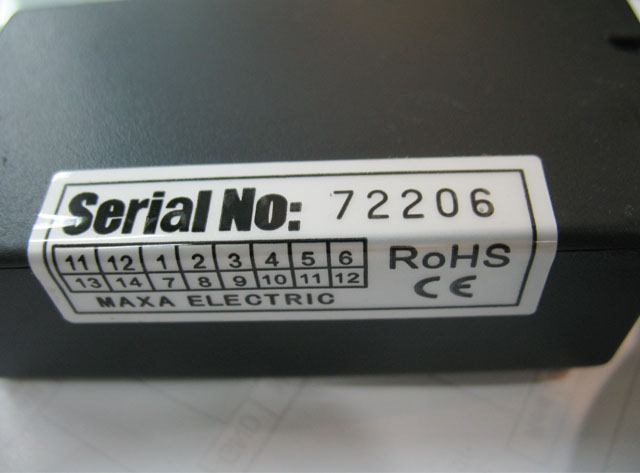 Serial No: 72206
11 12 1 2 3 4 5 6
13 14 7 8 9 10 11 12
RoHS
CE
MAXA ELECTRIC